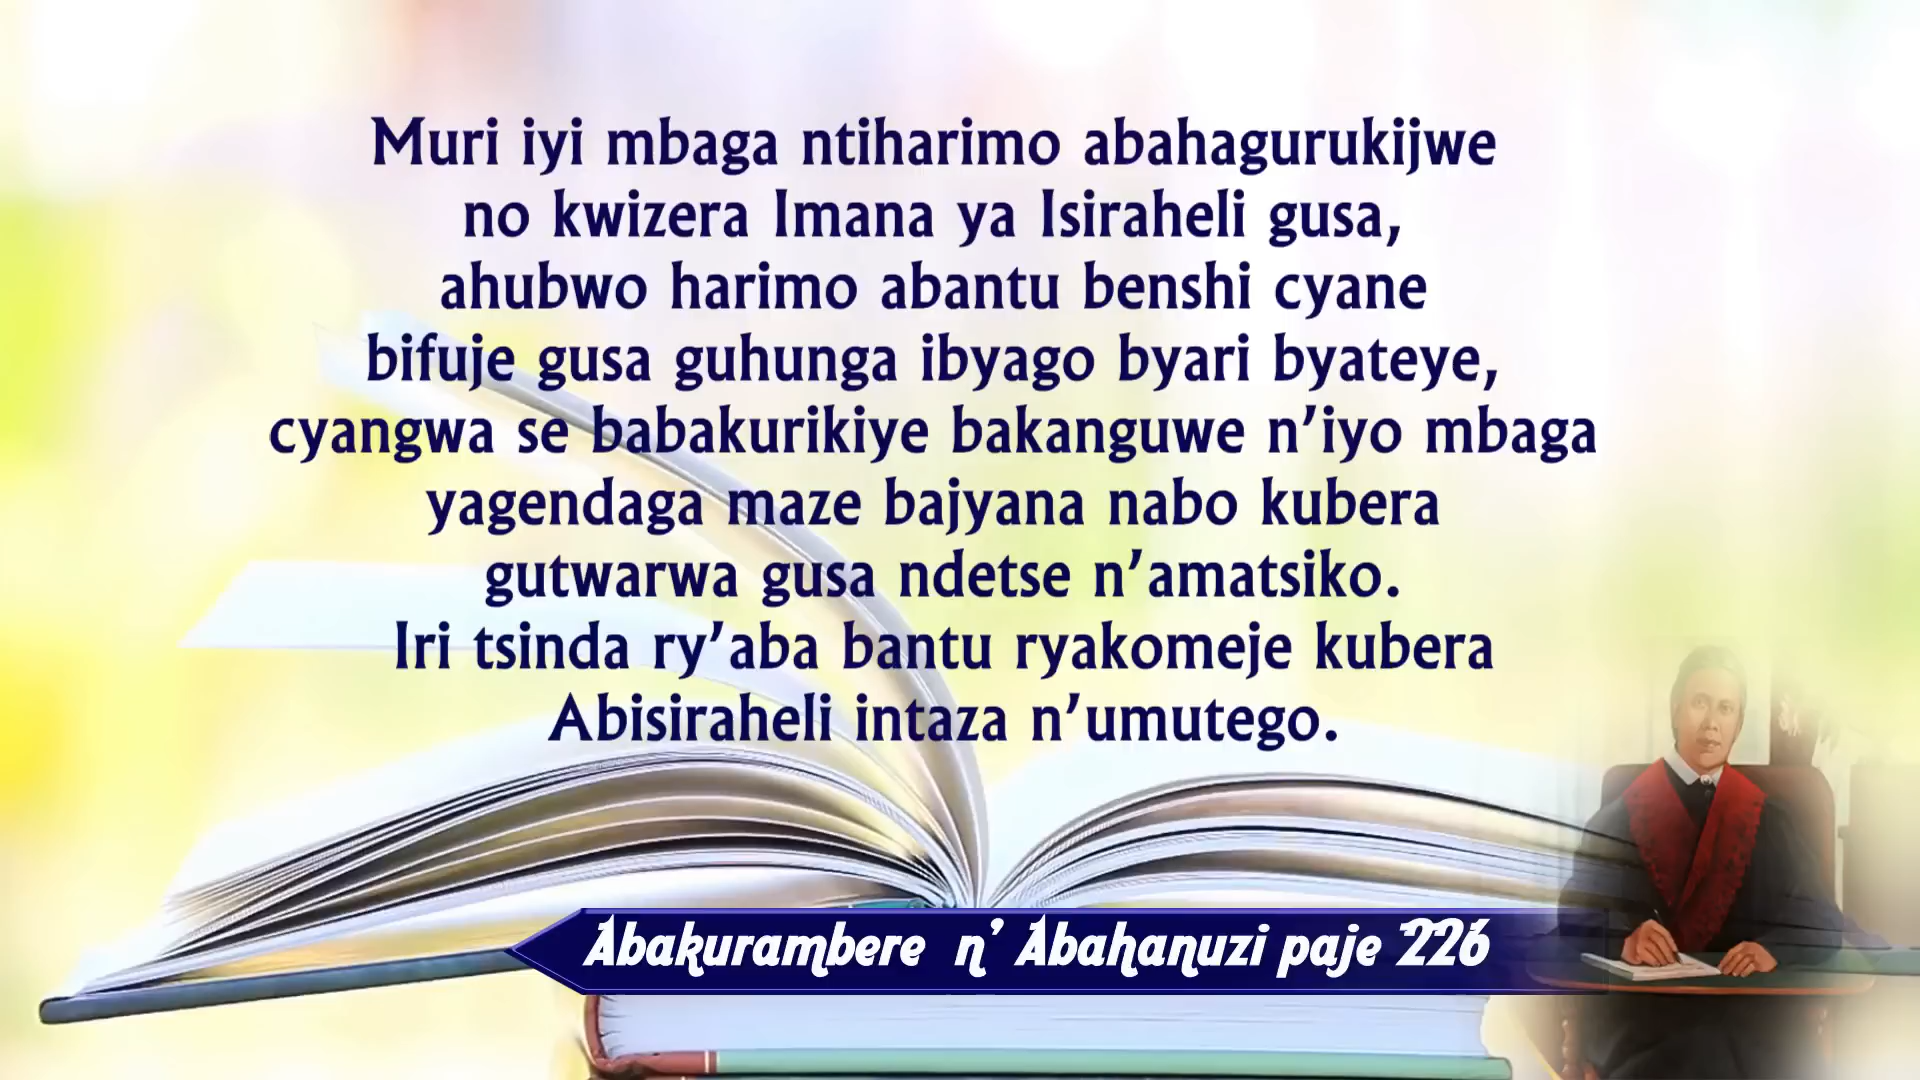 Muri iyi mbaga ntiharimo abahagurukijwe
no kwizera Imana ya Isiraheli gusa,
ahubwo harimo abantu benshi cyane
bifuje gusa guhunga ibyago byari byateye,
cyangwa se babakurikiye bakanguwe n’iyo mbaga
yagendaga maze bajyana nabo kubera
gutwarwa gusa ndetse n’amatsiko.
Iri tsinda ry’aba bantu ryakomeje kubera
Abisiraheli intaza n’umutego.
Abakurambere n’ Abahanuzi paje 226